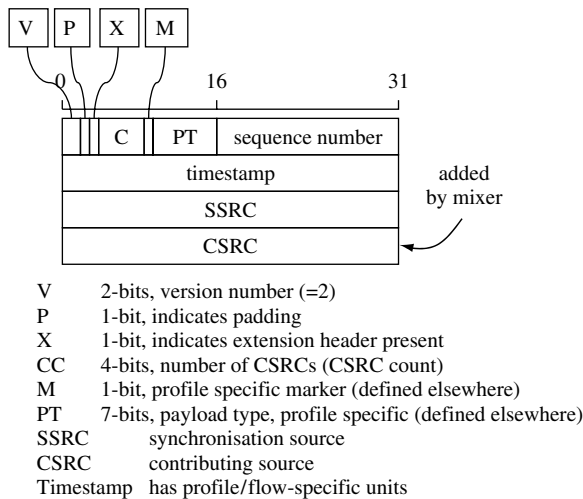 V P X M
0 16 31
C PT sequence number
timestamp
SSRC
CSRC
added
by mixer
V 2-bits, version number (=2)
P 1-bit, indicates padding
X 1-bit, indicates extension header present
CC 4-bits, number of CSRCs (CSRC count)
M 1-bit, profile specific marker (defined elsewhere)
PT 7-bits, payload type, profile specific (defined elsewhere)
SSRC synchronisation source
CSRC contributing source
Timestamp has profile/flow-specific units